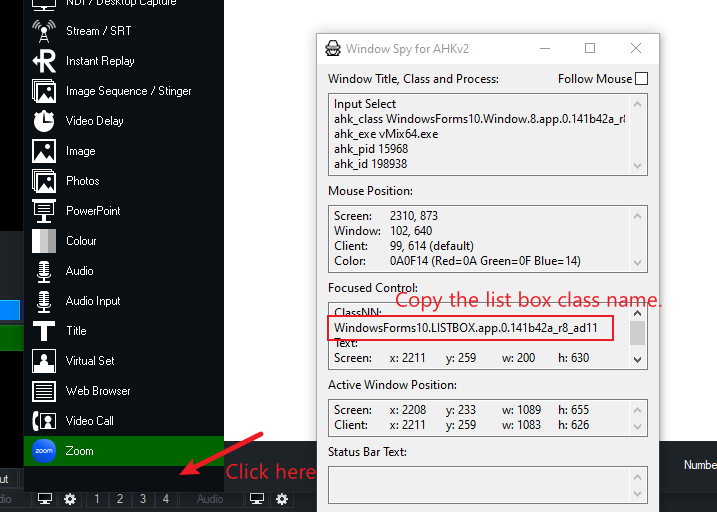 NDI / Desktop Capture
Stream / SRT
Instant Replay
Image Sequence / Stinger
Video Delay
Image
Photos
PowerPoint
Colour
Audio
Audio Input
Title
Virtual Set
Web Browser
Video Call
zoom
Zoom
Click here
1 2 3 4
Audio
Number
Window Spy for AHKv2
Window Title, Class and Process:
Follow Mouse
Input Select
ahk_class WindowsForms10.Window.8.app.0.141b42a_r8
ahk_exe vMix64.exe
ahk_pid 15968
ahk_id 198938
Mouse Position:
Screen: 2310, 873
Window: 102, 640
Client: 99, 614 (default)
Color: 0A0F14 (Red=0A Green=0F Blue=14)
Focused Control:
Copy the list box class name.
ClassNN:
WindowsForms10.LISTBOX.app.0.141b42a_r8_ad11
Text:
Screen: x: 2211 y: 259 w: 200 h: 630
Active Window Position:
Screen: x: 2208 y: 233 w: 1089 h: 655
Client: x: 2211 y: 259 w: 1083 h: 626
Status Bar Text: